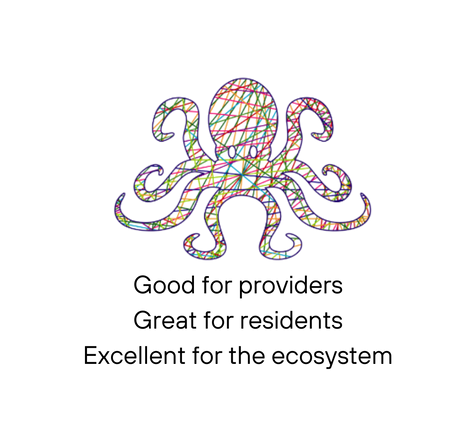 Good for providers
Great for residents
Excellent for the ecosystem